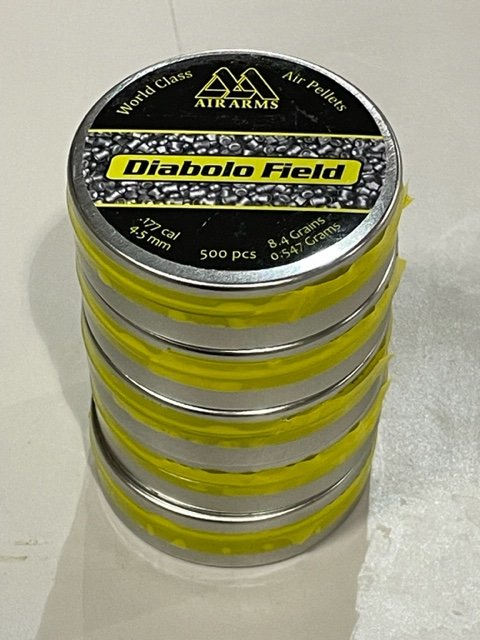 World Class
AIR ARMS
Air Pellets
Diabolo Field
.177 cal
4.5 mm
500 pcs
8.4 Grains
0.547 Grams